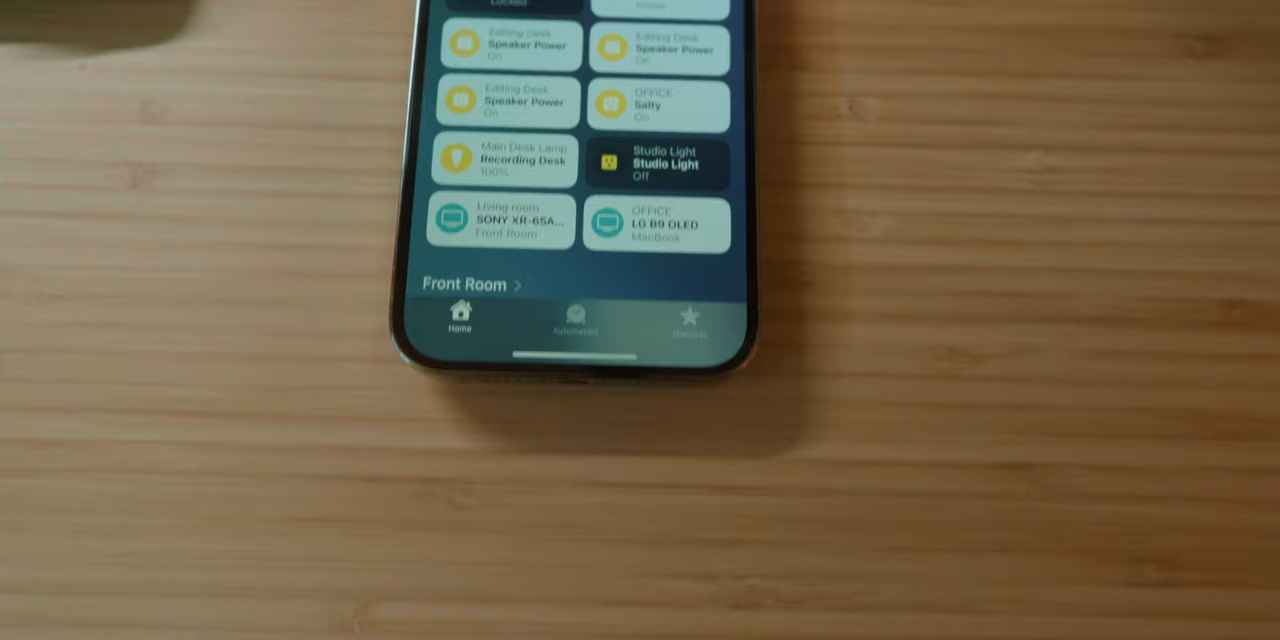 Locked
Home
Editing Desk
Speaker Power
On
Editing Desk
Speaker Power
On
Editing Desk
Speaker Power
On
OFFICE
Salty
On
Main Desk Lamp
Recording Desk
100%
Studio Light
Studio Light
Off
Living room
SONY XR-65A...
Front Room
OFFICE
LG B9 OLED
MacBook
Front Room >
Home
Automation
Discover